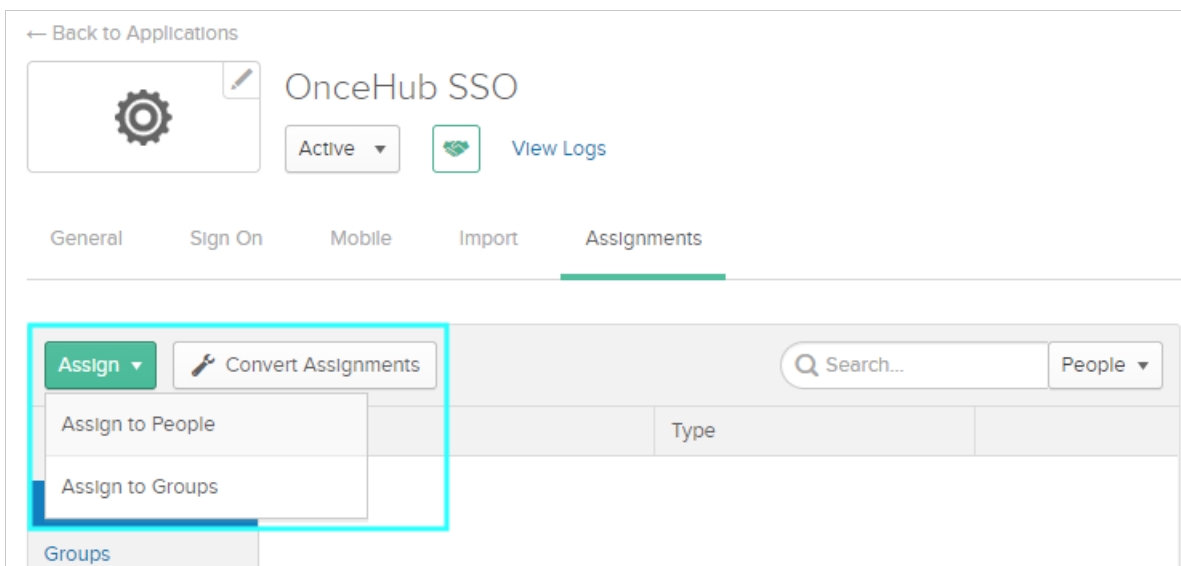 ← Back to Applications
OnceHub SSO
Active
View Logs
General Sign On Mobile Import Assignments
Assign Convert Assignments Search... People
Assign to People
Type
Assign to Groups
Groups